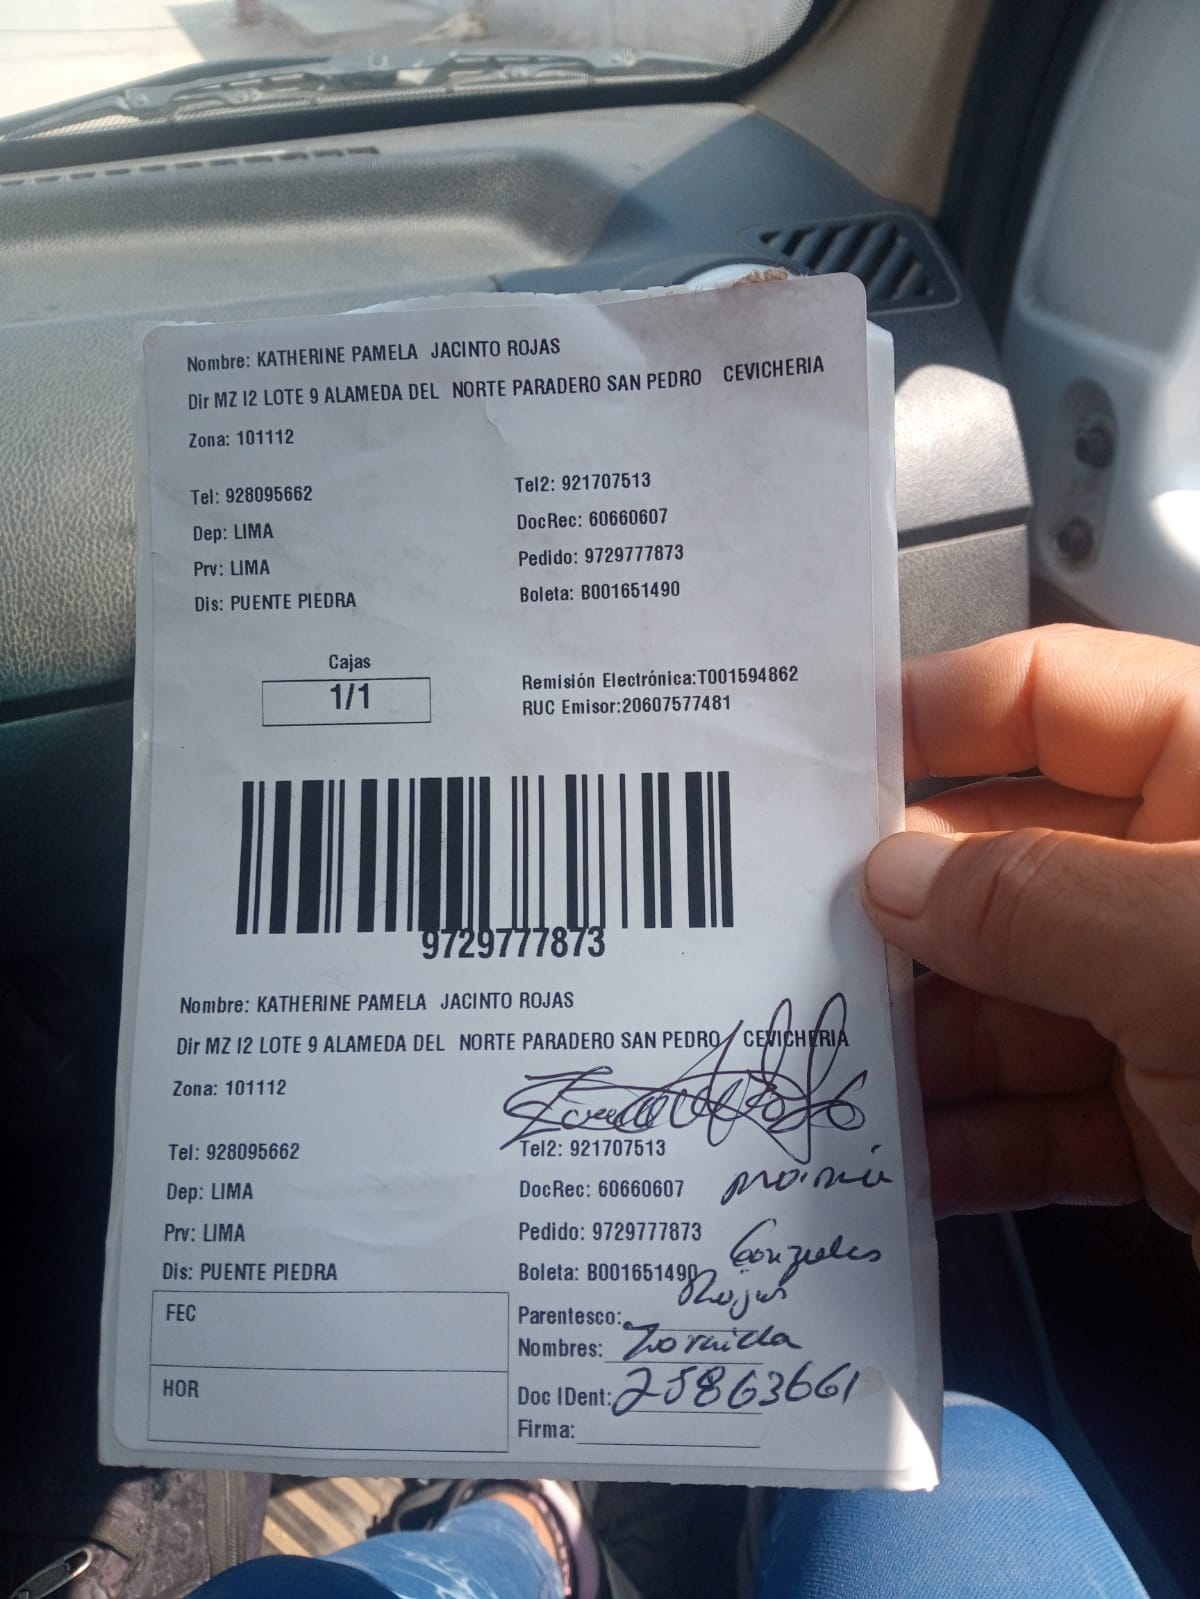 Nombre: KATHERINE PAMELA JACINTO ROJAS
Dir MZ I2 LOTE 9 ALAMEDA DEL NORTE PARADERO SAN PEDRO CEVICHERIA
Zona: 101112
Tel: 928095662 Tel2: 921707513
Dep: LIMA DocRec: 60660607
Prv: LIMA Pedido: 9729777873
Dis: PUENTE PIEDRA Boleta: B001651490
Cajas
1/1
Remisión Electrónica:T001594862
RUC Emisor:20607577481
9729777873
Nombre: KATHERINE PAMELA JACINTO ROJAS
Dir MZ I2 LOTE 9 ALAMEDA DEL NORTE PARADERO SAN PEDRO CEVICHERIA
Zona: 101112
Tel: 928095662 Tel2: 921707513
Dep: LIMA DocRec: 60660607
Prv: LIMA Pedido: 9729777873
Gonzales
Dis: PUENTE PIEDRA Boleta: B001651490
Rojas
FEC
Parentesco:
Nombres: Zoraida
HOR
Doc IDent: 25863661
Firma: